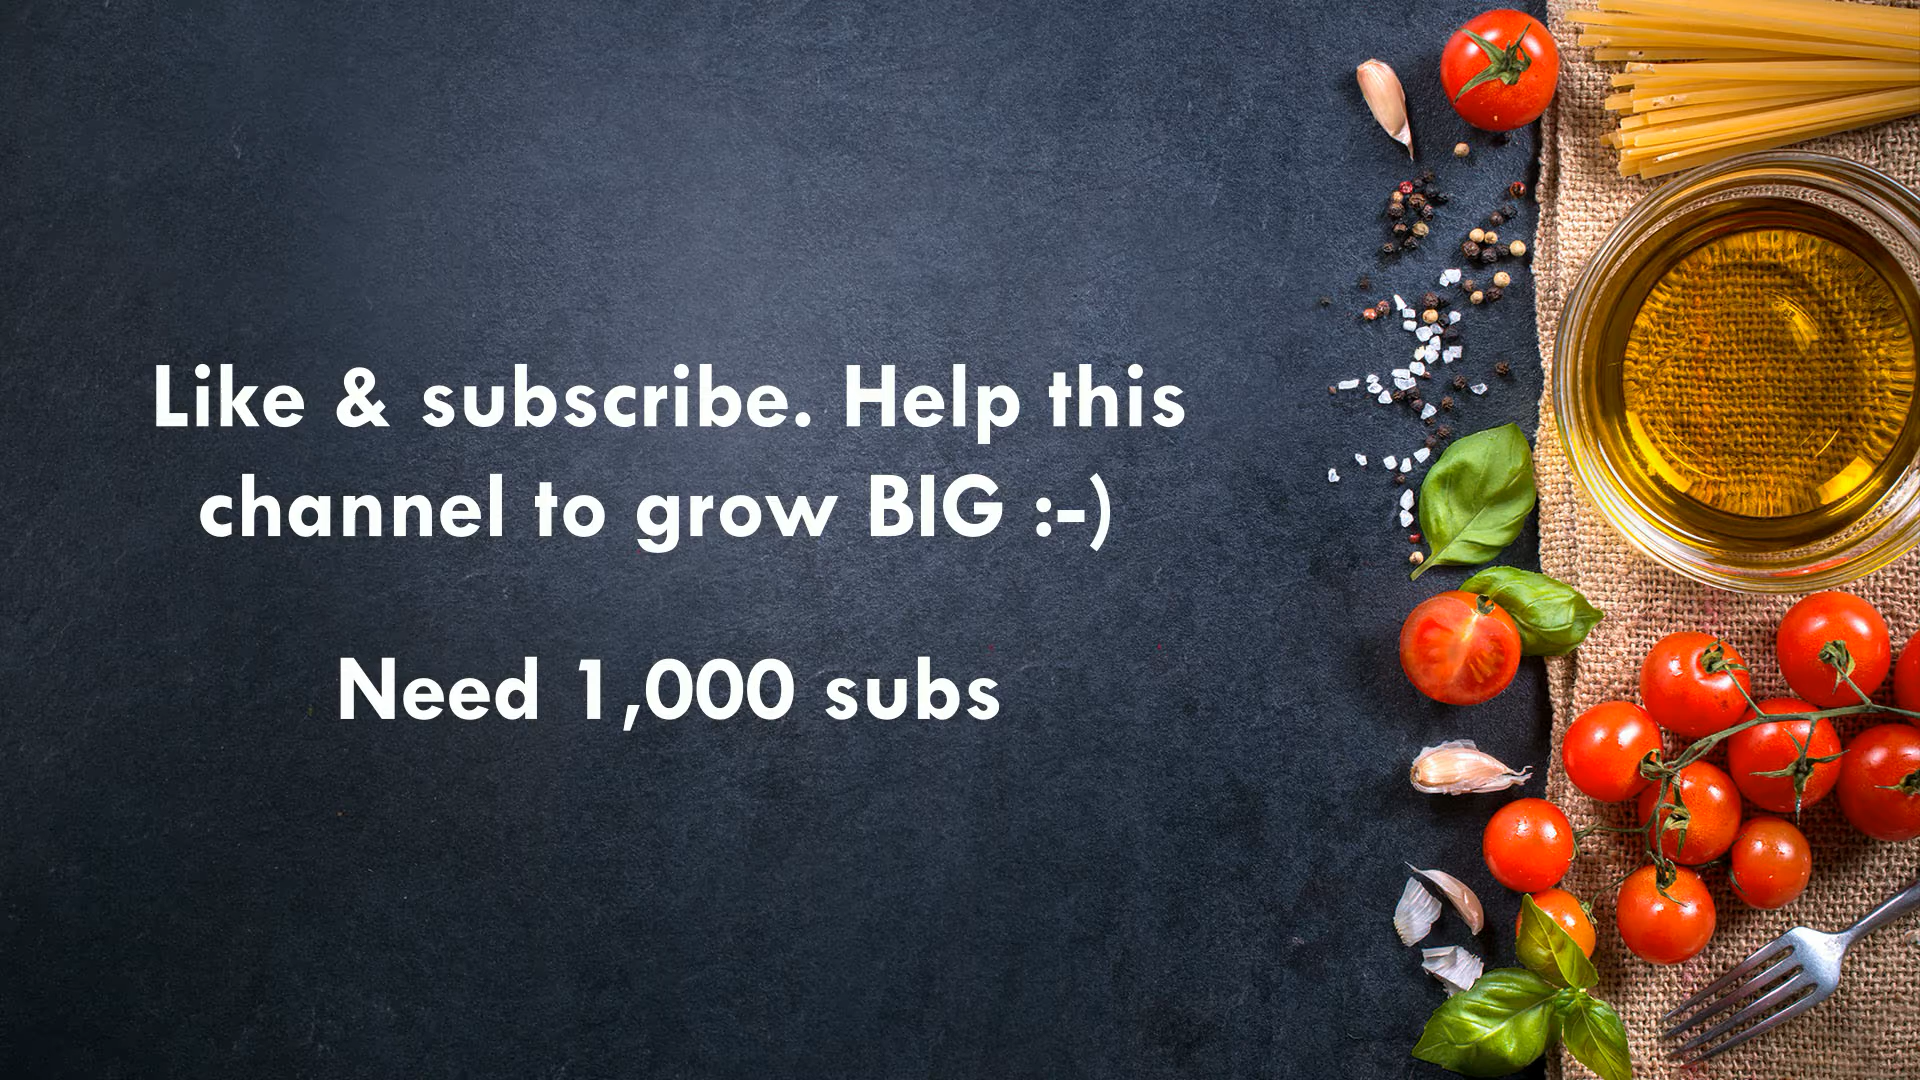 Like & subscribe. Help this
channel to grow BIG :-)
Need 1,000 subs